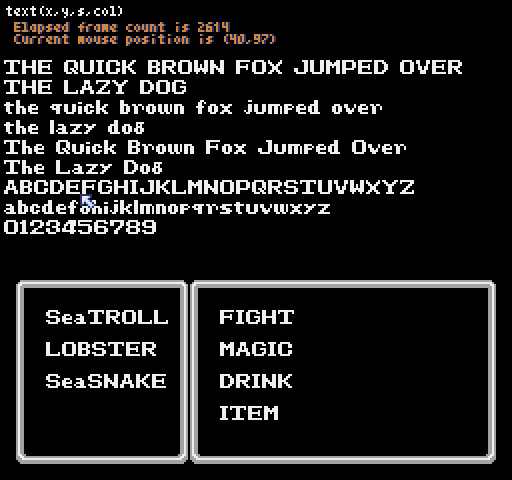 text(x,y,s,col)
Elapsed frame count is 2614
Current mouse position is (40,97)
THE QUICK BROWN FOX JUMPED OVER
THE LAZY DOG
the quick brown fox jumped over
the lazy dog
The Quick Brown Fox Jumped Over
The Lazy Dog
ABCDEFGHIJKLMNOPQRSTUVWXYZ
abcdefghijklmnopqrstuvwxyz
0123456789
SeaTROLL
LOBSTER
SeaSNAKE
FIGHT
MAGIC
DRINK
ITEM